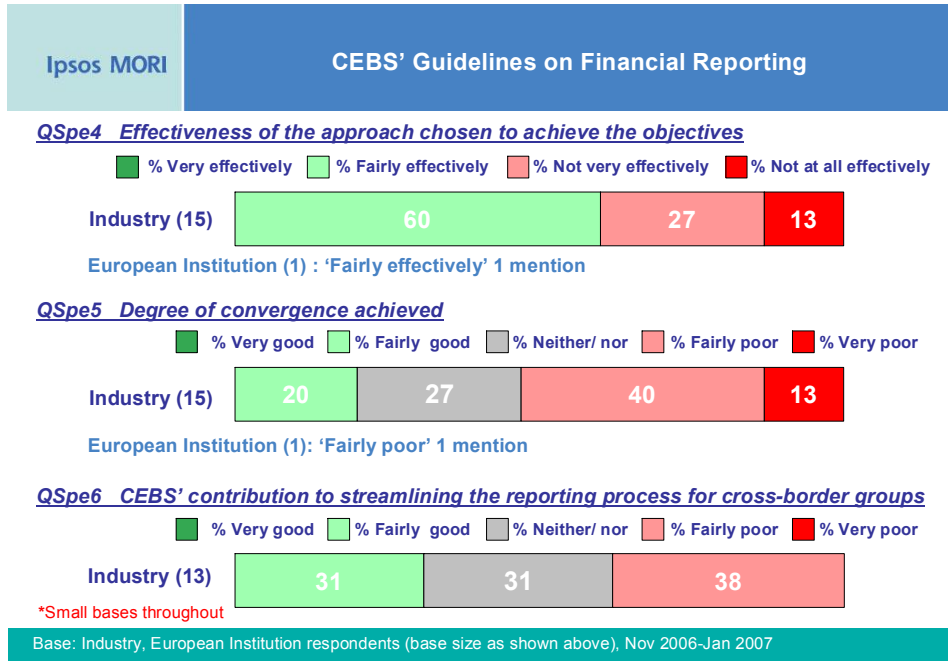 Ipsos MORI
CEBS' Guidelines on Financial Reporting
QSpe4 Effectiveness of the approach chosen to achieve the objectives
% Very effectively % Fairly effectively % Not very effectively % Not at all effectively
Industry (15) 60 27 13
European Institution (1) : ‘Fairly effectively’ 1 mention
QSpe5 Degree of convergence achieved
% Very good % Fairly good % Neither/ nor % Fairly poor % Very poor
Industry (15) 20 27 40 13
European Institution (1): ‘Fairly poor’ 1 mention
QSpe6 CEBS’ contribution to streamlining the reporting process for cross-border groups
% Very good % Fairly good % Neither/ nor % Fairly poor % Very poor
Industry (13) 31 31 38
*Small bases throughout
Base: Industry, European Institution respondents (base size as shown above), Nov 2006-Jan 2007